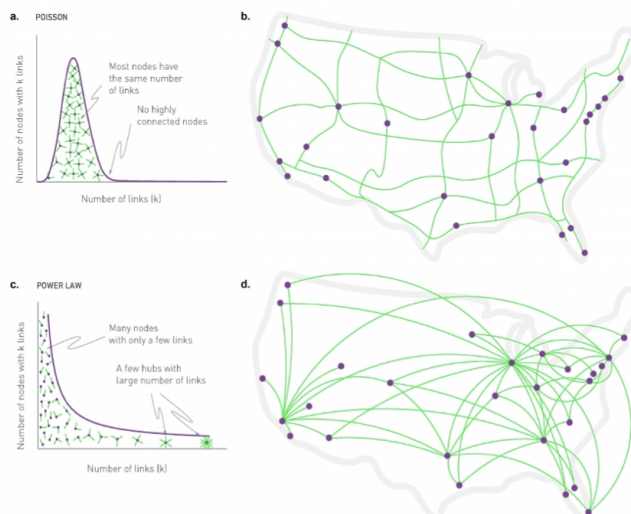 a.
POISSON
Number of nodes with k links
Most nodes have
the same number
of links
No highly
connected nodes
Number of links (k)
b.
c.
POWER LAW
Number of nodes with k links
Many nodes
with only a few links
A few hubs with
large number of links
Number of links (k)
d.